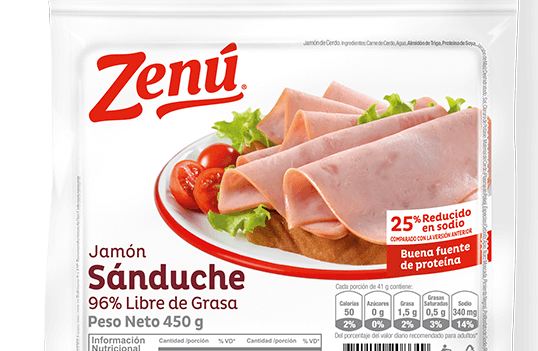 Jamón de Cerdo. Ingredientes: Carne de Cerdo, Agua, Almidón de Trigo, Proteína de Soya,
Zenú
25% Reducido
en sodio
COMPARADO CON LA VERSIÓN ANTERIOR
Buena fuente
de proteína
Jamón
Sánduche
96% Libre de Grasa
Peso Neto 450 g
Cada porción de 41 g contiene:
Calorías Azúcares Grasa Grasas Saturadas Sodio
50 0 g 1,5 g 0,5 g 340 mg
2% 0% 2% 3% 14%
Del porcentaje del valor diario recomendado para adultos*
Información Cantidad /porción % VD* Cantidad /porción % VD*
Nutricional